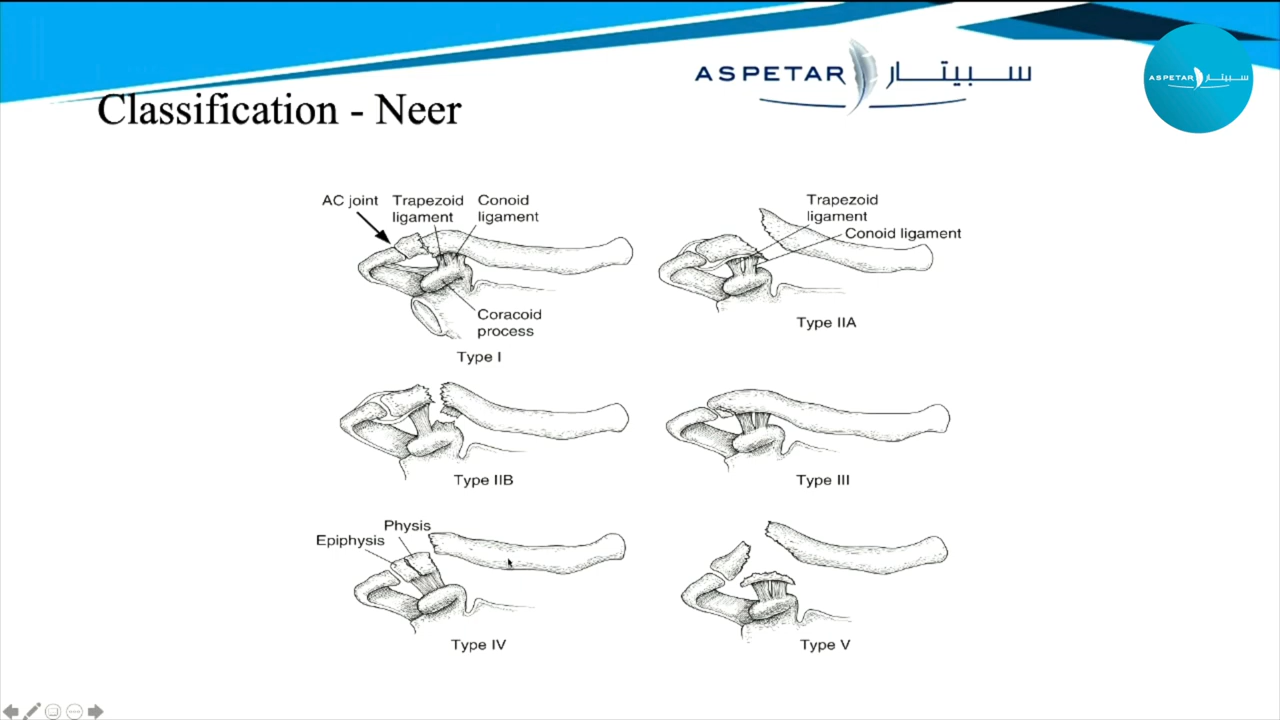 ASPETAR سبيتار
ASPETAR سبيتار
Classification - Neer
AC joint
Trapezoid
ligament
Conoid
ligament
Coracoid
process
Type I
Trapezoid
ligament
Conoid ligament
Type IIA
Type IIB
Type III
Physis
Epiphysis
Type IV
Type V